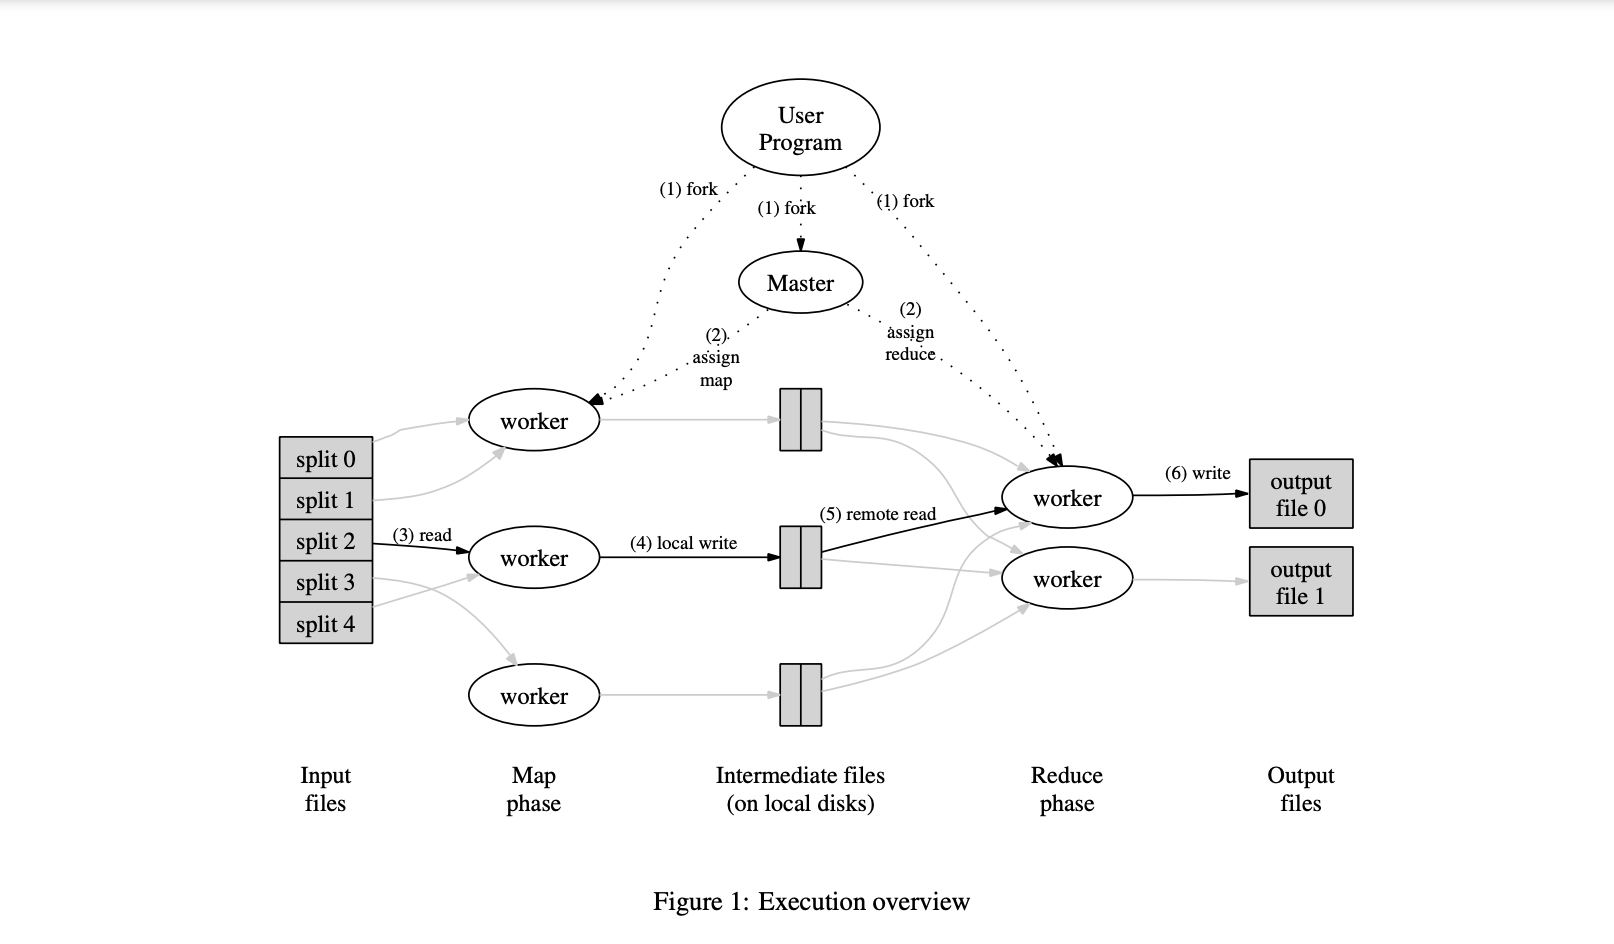 User
Program
(1) fork
(1) fork
(1) fork
Master
(2)
assign
map
(2)
assign
reduce
worker
split 0
split 1
split 2
split 3
split 4
(3) read
worker
(4) local write
worker
(5) remote read
worker
(6) write
output
file 0
worker
output
file 1
Input
files
Map
phase
Intermediate files
(on local disks)
Reduce
phase
Output
files
Figure 1: Execution overview